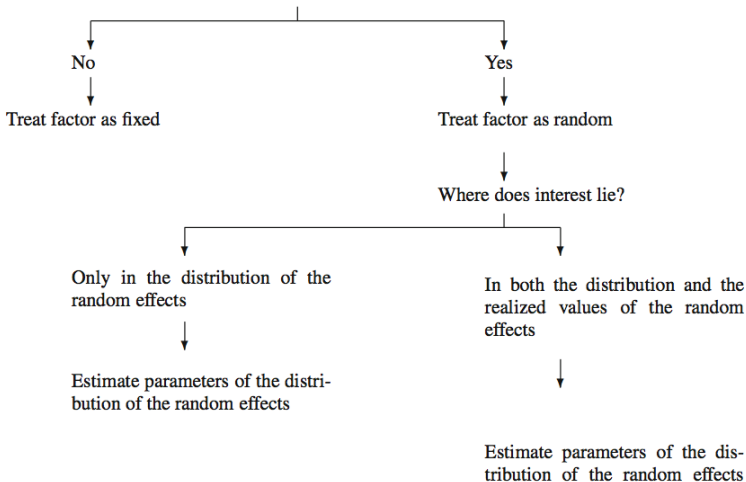 No
Yes
Treat factor as fixed
Treat factor as random
Where does interest lie?
Only in the distribution of the
random effects
In both the distribution and the
realized values of the random
effects
Estimate parameters of the distri-
bution of the random effects
Estimate parameters of the dis-
tribution of the random effects